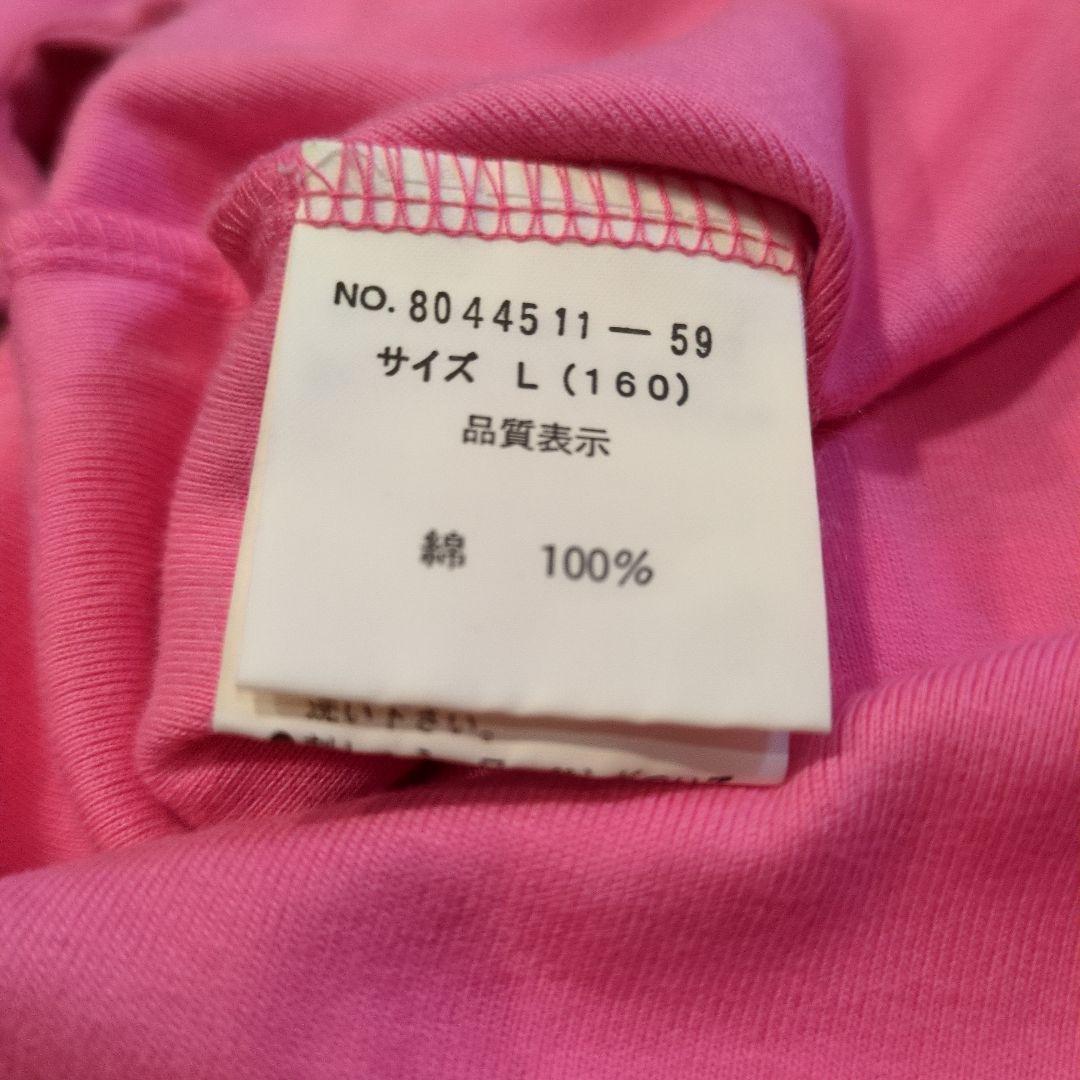 NO. 8044511 — 59
サイズ L (160)
品質表示
綿 100%
洗い下さい。